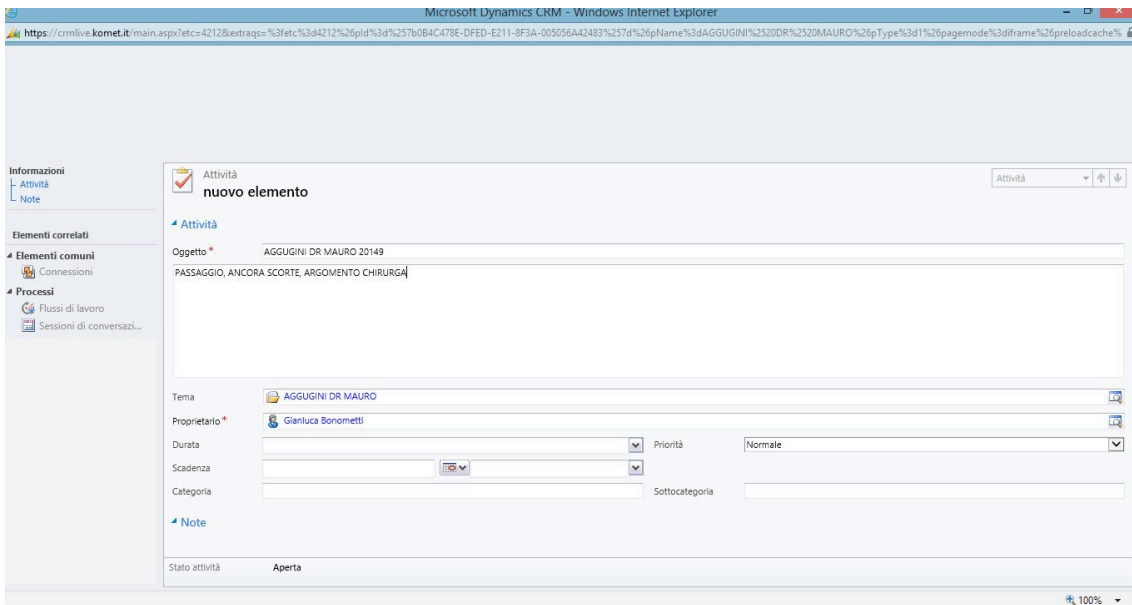 Microsoft Dynamics CRM - Windows Internet Explorer
https://crmlive.komet.it/main.aspx?etc=4212&extraqs=%3fetc%3d4212%26pId%3d%257b0B4C478E-DFED-E211-8F3A-005056A42483%257d%26pName%3dAGGUGINI%2520DR%2520MAURO%26pType%3d1%26pagemode%3diframe%26preloadcache%
Informazioni
Attività
Note
Elementi correlati
Elementi comuni
Connessioni
Processi
Flussi di lavoro
Sessioni di conversazi...
Attività
nuovo elemento
Attività
Attività
Oggetto * AGGUGINI DR MAURO 20149
PASSAGGIO, ANCORA SCORTE, ARGOMENTO CHIRURGA
Tema AGGUGINI DR MAURO
Proprietario * Gianluca Bonometti
Durata Priorità Normale
Scadenza
Categoria Sottocategoria
Note
Stato attività Aperta
100%